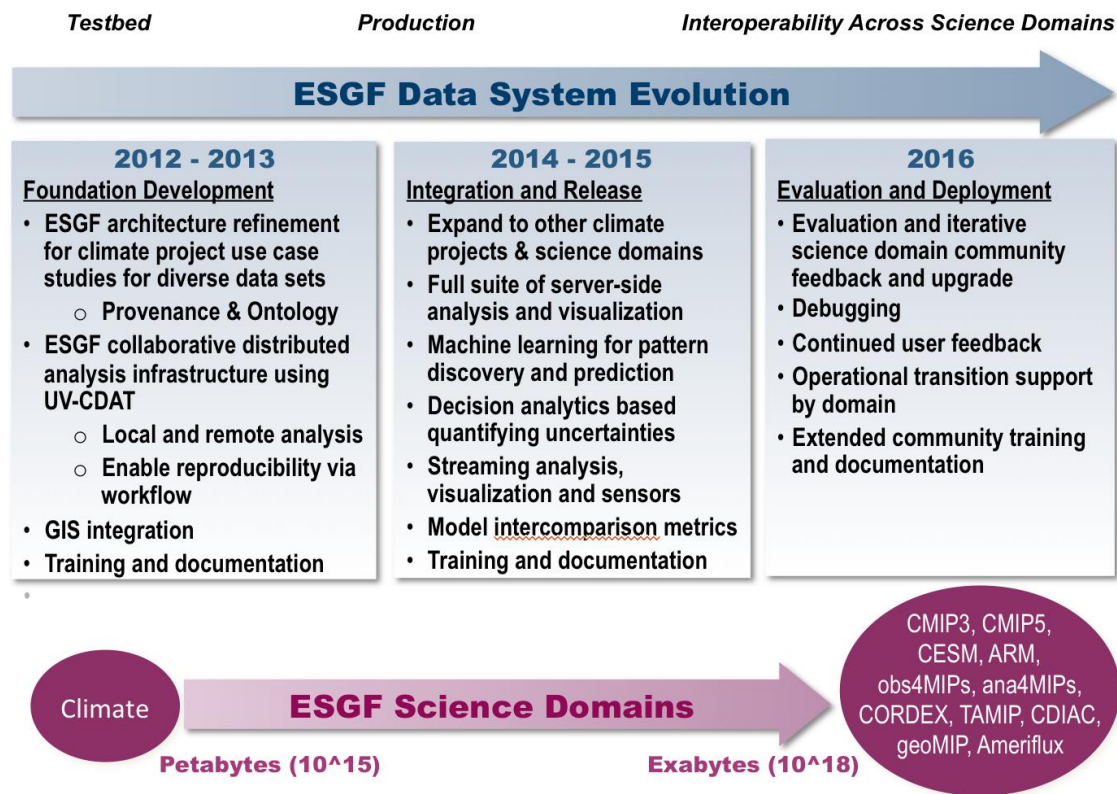 Testbed
Production
Interoperability Across Science Domains
ESGF Data System Evolution
2012 - 2013
Foundation Development
• ESGF architecture refinement
for climate project use case
studies for diverse data sets
o Provenance & Ontology
• ESGF collaborative distributed
analysis infrastructure using
UV-CDAT
o Local and remote analysis
o Enable reproducibility via
workflow
• GIS integration
• Training and documentation
2014 - 2015
Integration and Release
• Expand to other climate
projects & science domains
• Full suite of server-side
analysis and visualization
• Machine learning for pattern
discovery and prediction
• Decision analytics based
quantifying uncertainties
• Streaming analysis,
visualization and sensors
• Model intercomparison metrics
• Training and documentation
2016
Evaluation and Deployment
• Evaluation and iterative
science domain community
feedback and upgrade
• Debugging
• Continued user feedback
• Operational transition support
by domain
• Extended community training
and documentation
Climate
ESGF Science Domains
Petabytes (10^15)
Exabytes (10^18)
CMIP3, CMIP5,
CESM, ARM,
obs4MIPs, ana4MIPs,
CORDEX, TAMIP, CDIAC,
geoMIP, Ameriflux